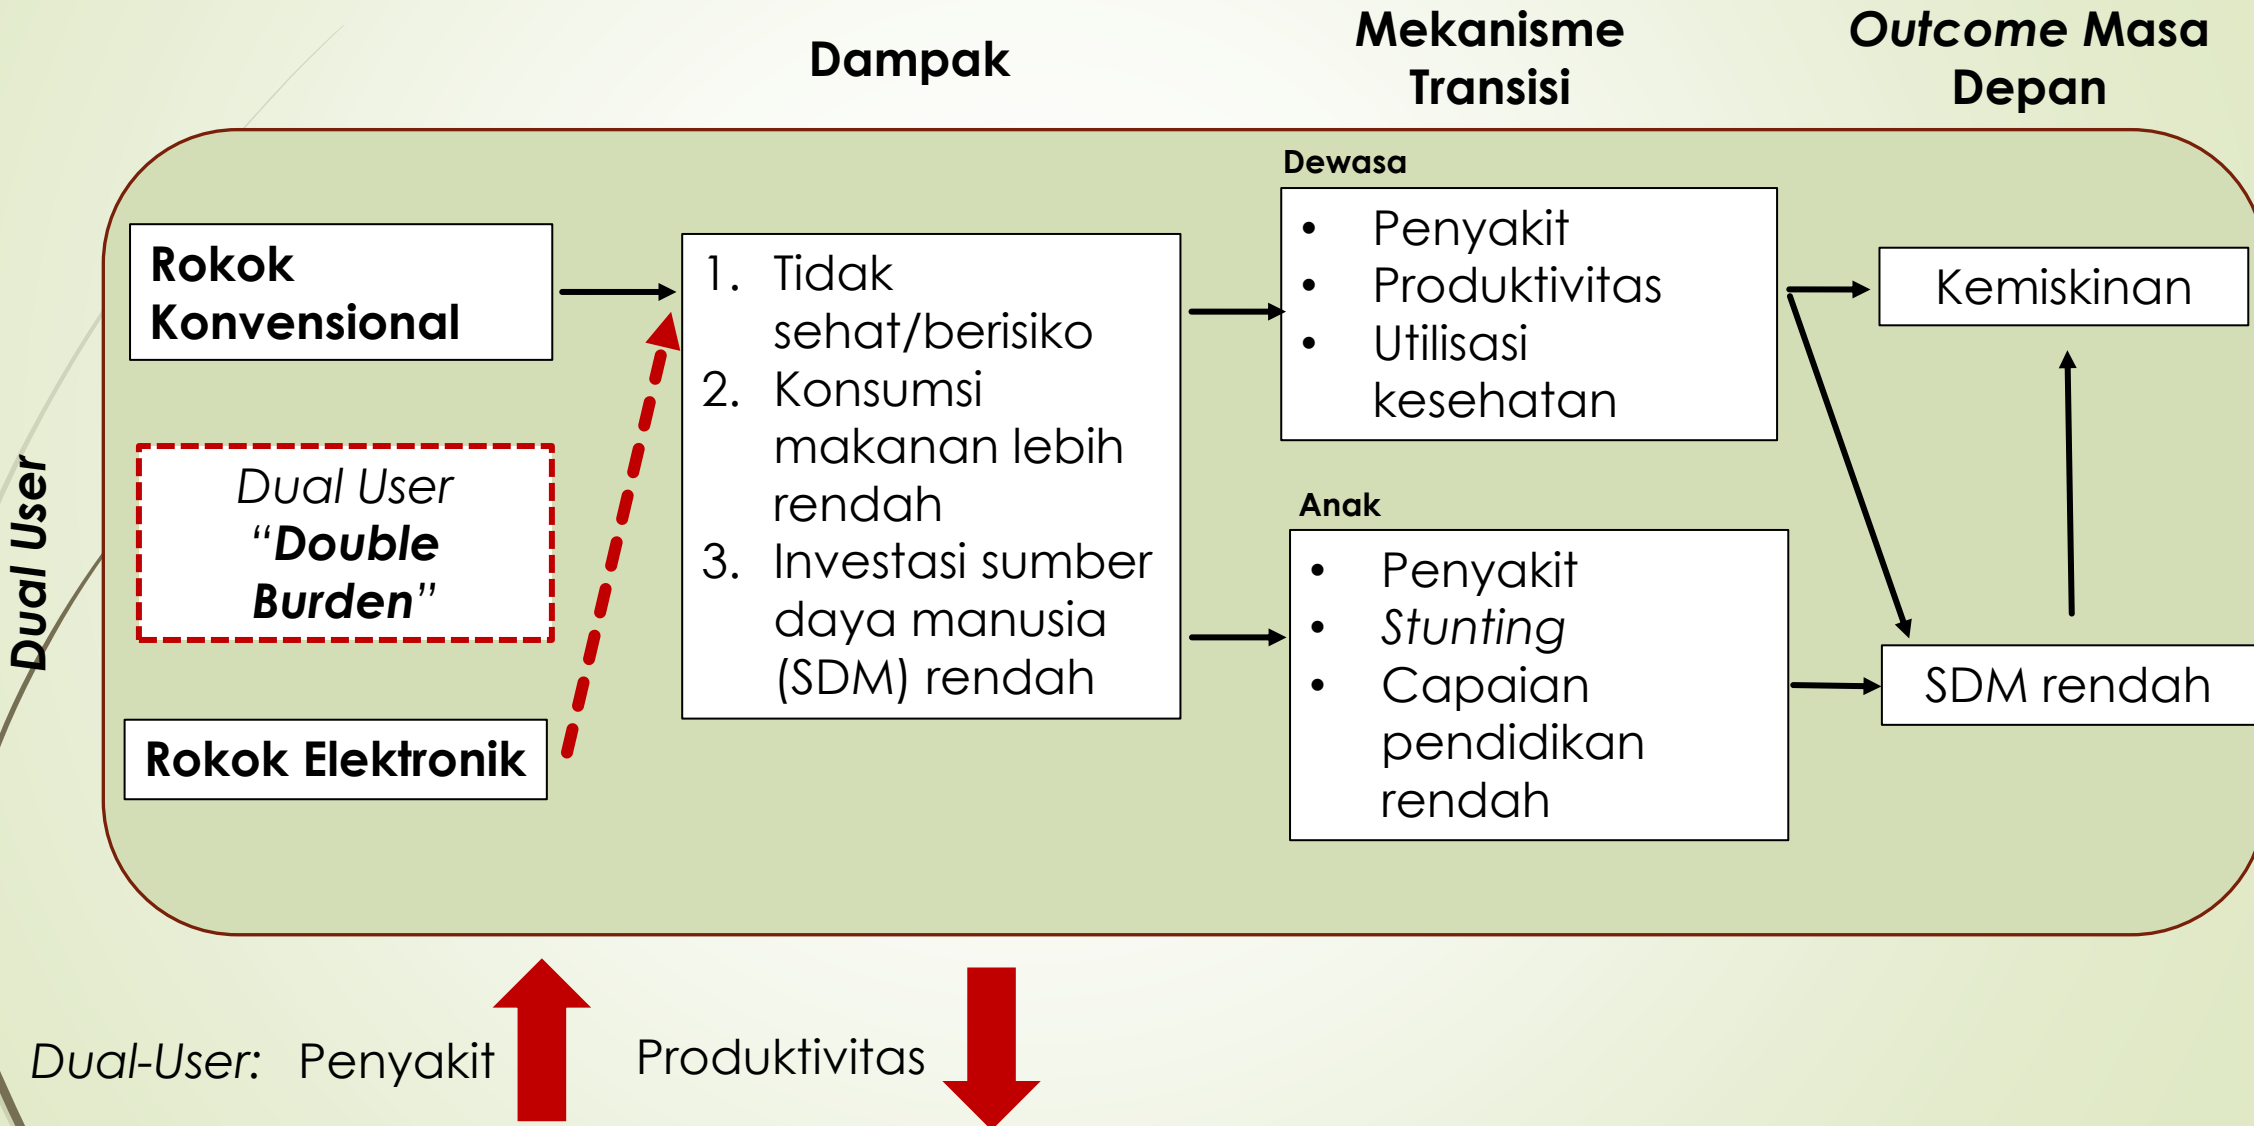 Dampak
Mekanisme
Transisi
Outcome Masa
Depan
Dual User
Rokok
Konvensional
Dual User
“Double
Burden”
Rokok Elektronik
1. Tidak
sehat/berisiko
2. Konsumsi
makanan lebih
rendah
3. Investasi sumber
daya manusia
(SDM) rendah
Dewasa
• Penyakit
• Produktivitas
• Utilisasi
kesehatan
Anak
• Penyakit
• Stunting
• Capaian
pendidikan
rendah
Kemiskinan
SDM rendah
Dual-User: Penyakit
Produktivitas